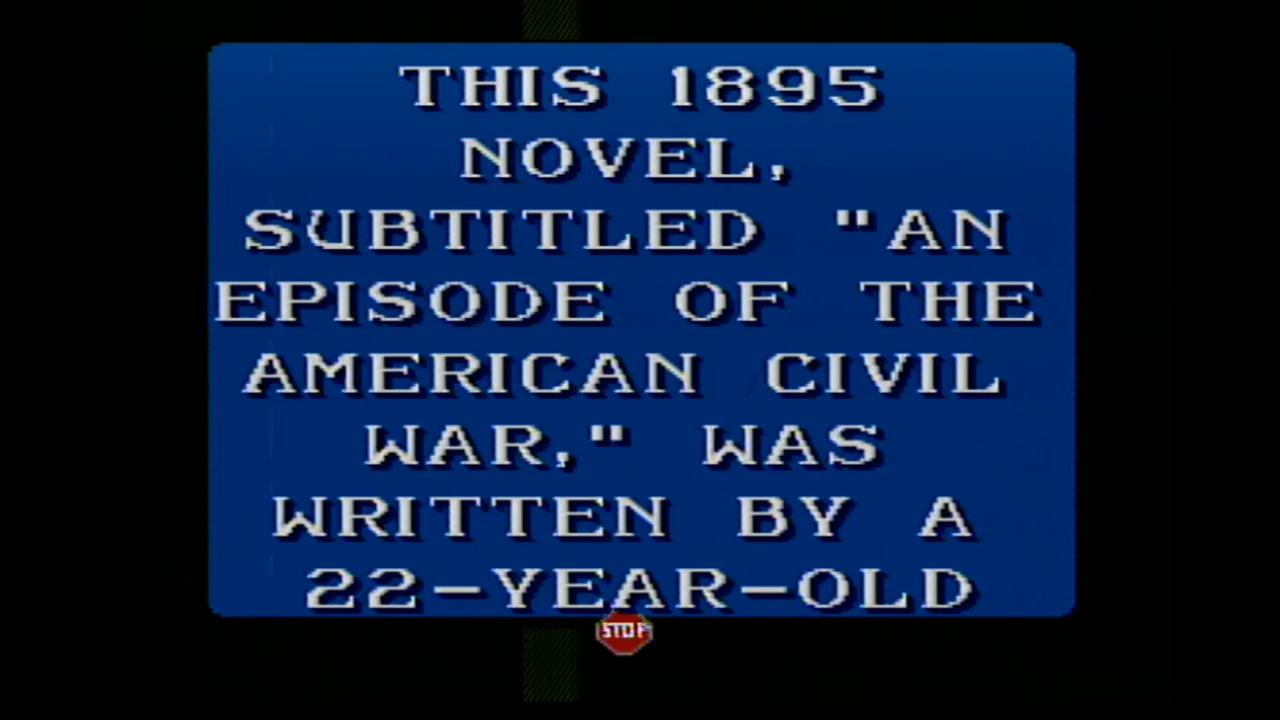 THIS 1895
NOVEL,
SUBTITLED "AN
EPISODE OF THE
AMERICAN CIVIL
WAR," WAS
WRITTEN BY A
22-YEAR-OLD
STOP